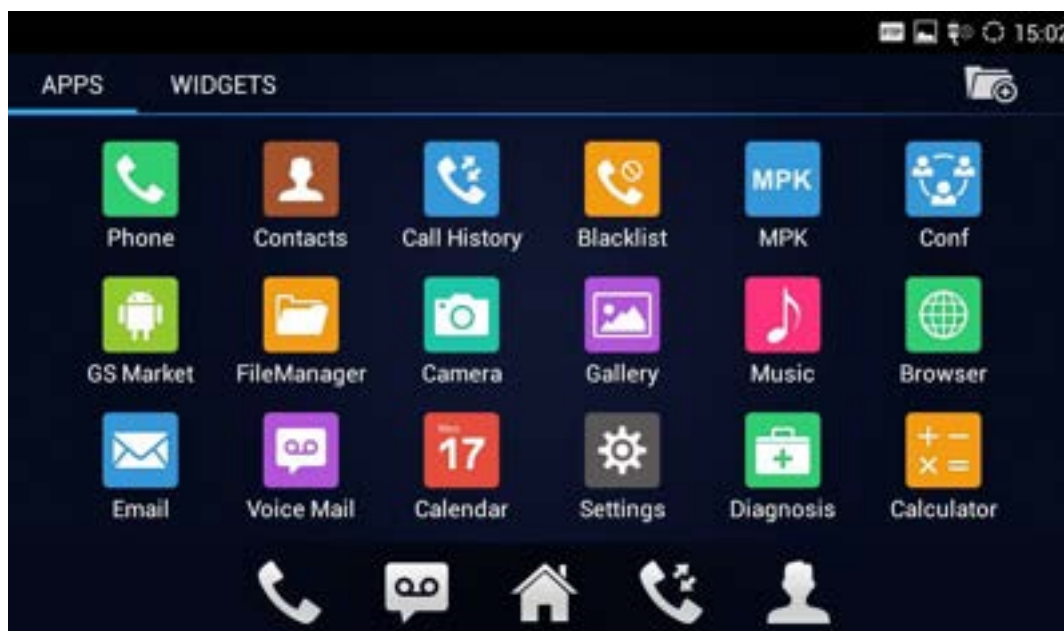 15:02
APPS WIDGETS
MPK
Phone Contacts Call History Blacklist MPK Conf
GS Market FileManager Camera Gallery Music Browser
17
Email Voice Mail Calendar Settings Diagnosis Calculator